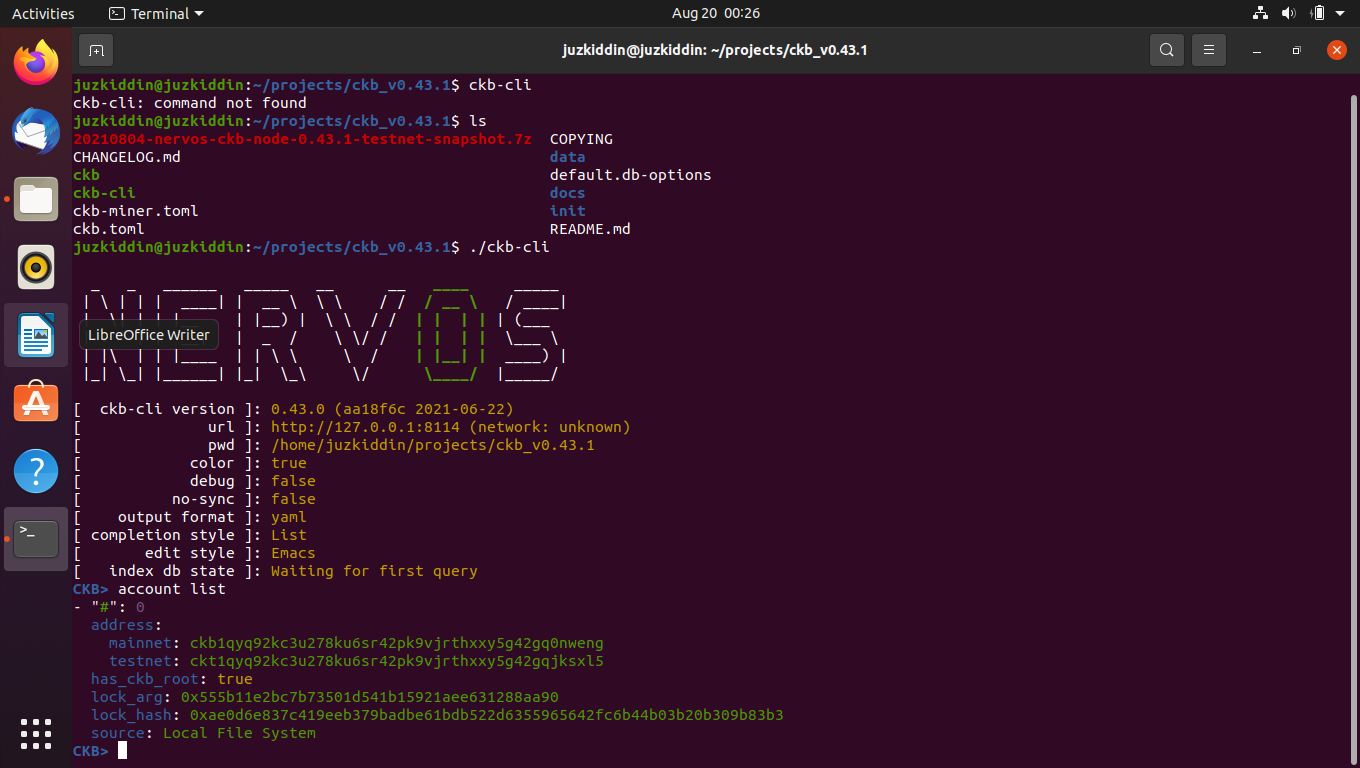 Activities
Terminal
Aug 20 00:26
juzkiddin@juzkiddin: ~/projects/ckb_v0.43.1
juzkiddin@juzkiddin:~/projects/ckb_v0.43.1$ ckb-cli
ckb-cli: command not found
juzkiddin@juzkiddin:~/projects/ckb_v0.43.1$ ls
20210804-nervos-ckb-node-0.43.1-testnet-snapshot.7z COPYING
CHANGELOG.md data
ckb default.db-options
ckb-cli docs
ckb-miner.toml init
ckb.toml README.md
juzkiddin@juzkiddin:~/projects/ckb_v0.43.1$ ./ckb-cli
NERVOS
LibreOffice Writer
[ ckb-cli version ]: 0.43.0 (aa18f6c 2021-06-22)
[ url ]: http://127.0.0.1:8114 (network: unknown)
[ pwd ]: /home/juzkiddin/projects/ckb_v0.43.1
[ color ]: true
[ debug ]: false
[ no-sync ]: false
[ output format ]: yaml
[ completion style ]: List
[ edit style ]: Emacs
[ index db state ]: Waiting for first query
CKB> account list
- "#": 0
address:
mainnet: ckb1qyq92kc3u278ku6sr42pk9vjrthxxy5g42gq0nweng
testnet: ckt1qyq92kc3u278ku6sr42pk9vjrthxxy5g42gqjksxl5
has_ckb_root: true
lock_arg: 0x555b11e2bc7b73501d541b15921aee631288aa90
lock_hash: 0xae0d6e837c419eeb379badbe61bdb522d6355965642fc6b44b03b20b309b83b3
source: Local File System
CKB>